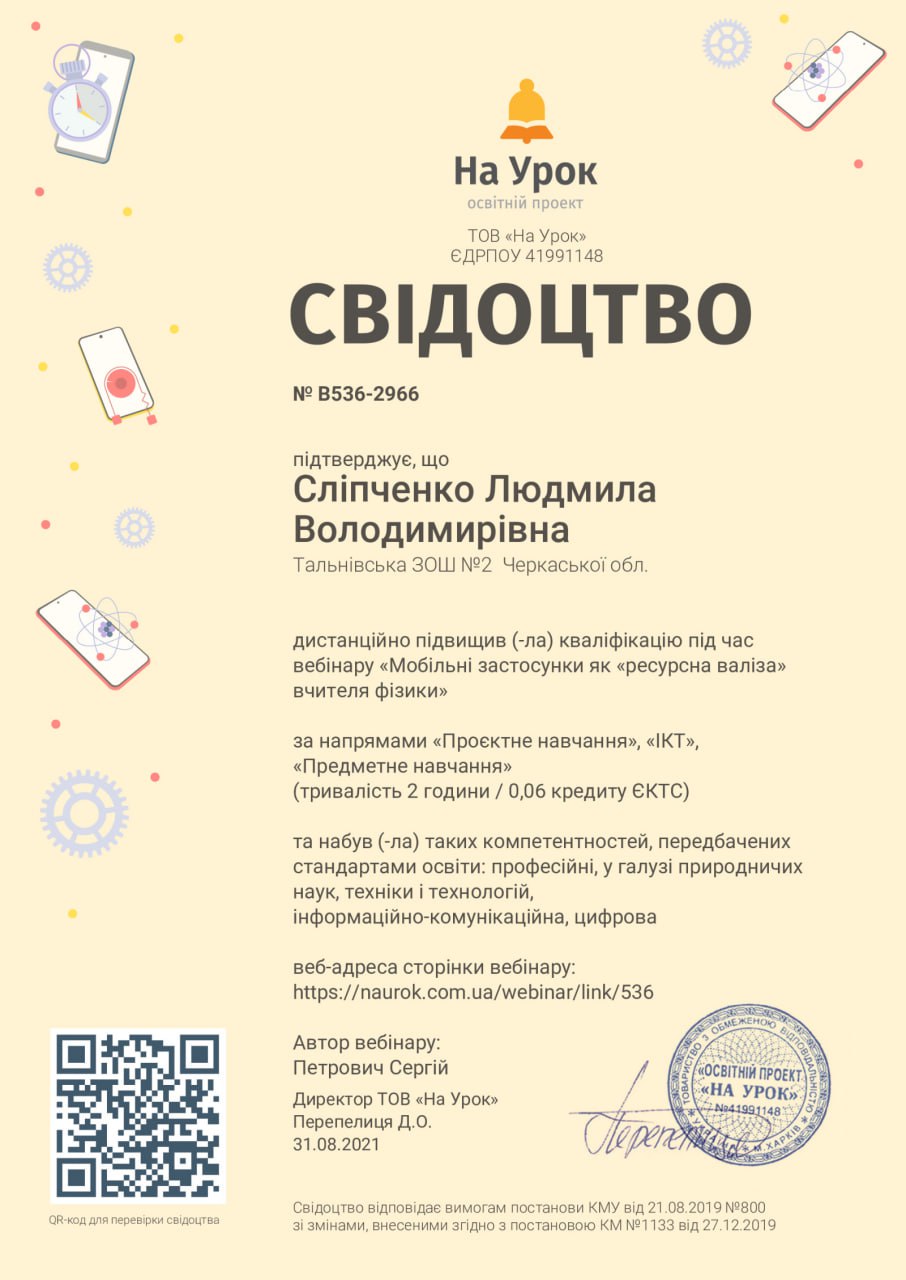 На Урок
освітній проект
ТОВ «На Урок»
ЄДРПОУ 41991148
СВІДОЦТВО
№ B536-2966
підтверджує, що
Сліпченко Людмила
Володимирівна
Тальнівська ЗОШ №2 Черкаської обл.
дистанційно підвищив (-ла) кваліфікацію під час
вебінару «Мобільні застосунки як «ресурсна валіза»
вчителя фізики»
за напрямами «Проєктне навчання», «ІКТ»,
«Предметне навчання»
(тривалість 2 години / 0,06 кредиту ЄКТС)
та набув (-ла) таких компетентностей, передбачених
стандартами освіти: професійні, у галузі природничих
наук, техніки і технологій,
інформаційно-комунікаційна, цифрова
веб-адреса сторінки вебінару:
https://naurok.com.ua/webinar/link/536
Автор вебінару:
Петрович Сергій
Директор ТОВ «На Урок»
Перепелиця Д.О.
31.08.2021
ТОВАРИСТВО З ОБМЕЖЕНОЮ ВІДПОВІДАЛЬНІСТЮ
«ОСВІТНІЙ ПРОЕКТ
«НА УРОК»
№41991148
М.ХАРКІВ
QR-код для перевірки свідоцтва
Свідоцтво відповідає вимогам постанови КМУ від 21.08.2019 №800
зі змінами, внесеними згідно з постановою КМ №1133 від 27.12.2019